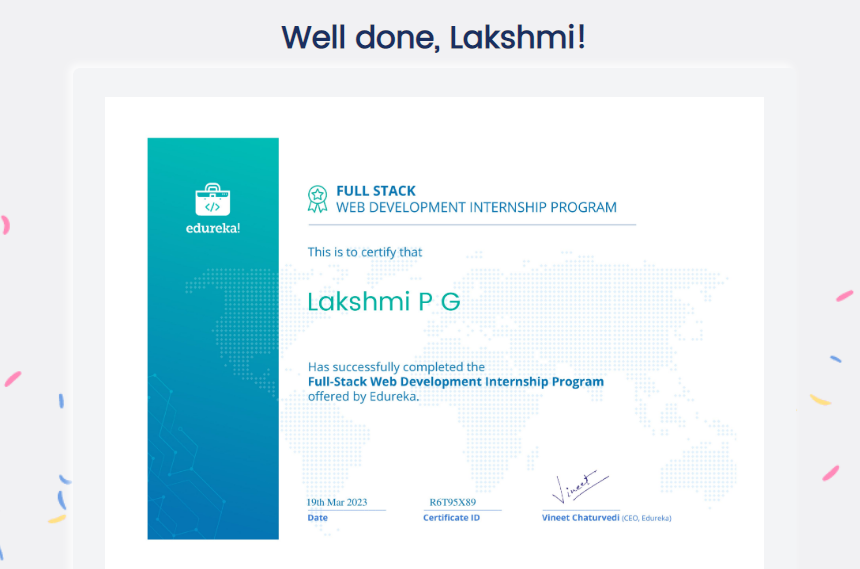 Well done, Lakshmi!
edureka!
FULL STACK
WEB DEVELOPMENT INTERNSHIP PROGRAM
This is to certify that
Lakshmi P G
Has successfully completed the
Full-Stack Web Development Internship Program
offered by Edureka.
Vineet
19th Mar 2023 R6T95X89
Date Certificate ID Vineet Chaturvedi (CEO, Edureka)